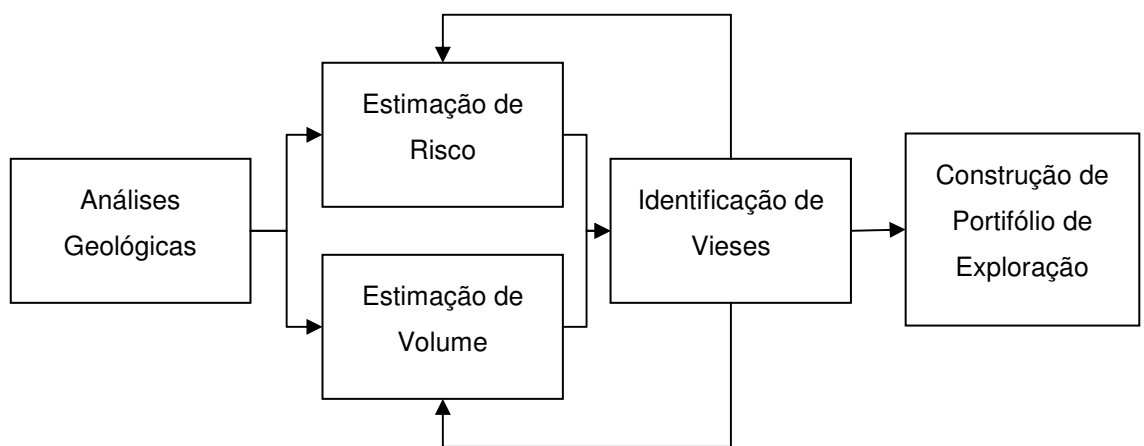 Análises
Geológicas
Estimação de
Risco
Estimação de
Volume
Identificação de
Vieses
Construção de
Portifólio de
Exploração